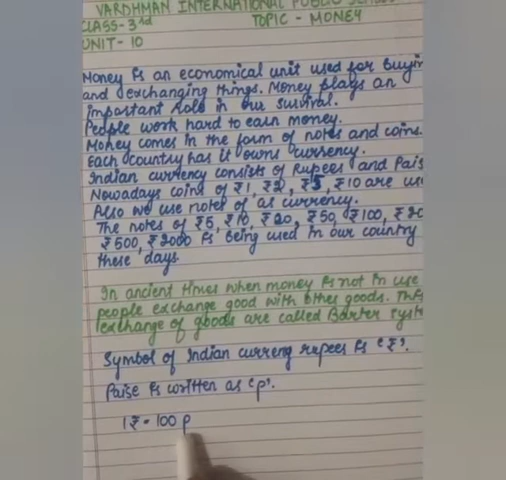 VARDHMAN INTERNATIONAL PUBLIC
CLASS-3rd TOPIC - MONEY
UNIT- 10
Money is an economical unit used for buyin
and exchanging things. Money plays an
important Role in our survival.
People work hard to earn money.
Money comes in the form of notes and coins.
Each country has it owns currency.
Indian currency consists of Rupees and Pais
Nowadays coins of ₹1, ₹2, ₹5, ₹10 are us
Also we use notes of as currency.
The notes of ₹5, ₹10, ₹20, ₹50, ₹100, ₹20
₹500, ₹2000 is being used in our country
these days.
In ancient times when money is not in use
people exchange good with other goods. This
exchange of goods are called Barter syste
Symbol of Indian curreng rupees is '₹'.
Paise is written as 'p'.
1₹ = 100 p